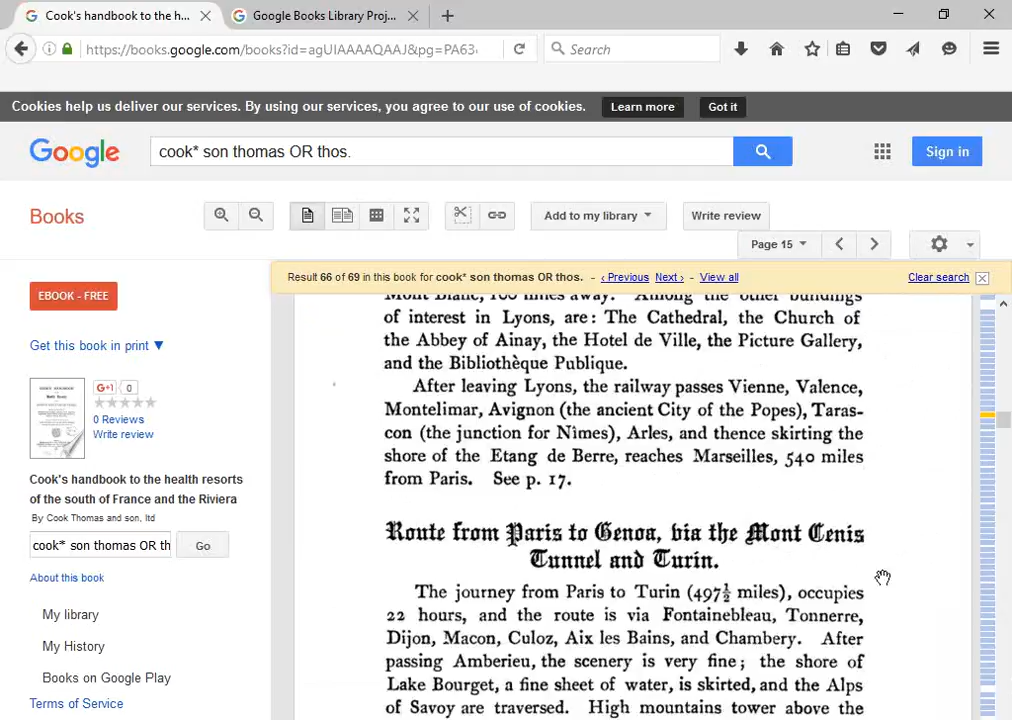 Cook's handbook to the h...
Google Books Library Proj...
https://books.google.com/books?id=agUIAAAAQAAJ&pg=PA63
Search
Cookies help us deliver our services. By using our services, you agree to our use of cookies.
Learn more
Got it
Google
cook* son thomas OR thos.
Sign in
Books
Add to my library
Write review
Page 15
Result 66 of 69 in this book for cook* son thomas OR thos. - ‹ Previous Next › - View all
Clear search
EBOOK - FREE
Get this book in print ▼
G+1 0
0 Reviews
Write review
Cook's handbook to the health resorts
of the south of France and the Riviera
By Cook Thomas and son, ltd
cook* son thomas OR th
Go
About this book
My library
My History
Books on Google Play
Terms of Service
Mont Blanc, 100 miles away. Among the other buildings
of interest in Lyons, are: The Cathedral, the Church of
the Abbey of Ainay, the Hotel de Ville, the Picture Gallery,
and the Bibliothèque Publique.
After leaving Lyons, the railway passes Vienne, Valence,
Montelimar, Avignon (the ancient City of the Popes), Taras-
con (the junction for Nimes), Arles, and thence skirting the
shore of the Etang de Berre, reaches Marseilles, 540 miles
from Paris. See p. 17.
Route from Paris to Genoa, via the Mont Cenis
Tunnel and Turin.
The journey from Paris to Turin (497½ miles), occupies
22 hours, and the route is via Fontainebleau, Tonnerre,
Dijon, Macon, Culoz, Aix les Bains, and Chambery. After
passing Amberieu, the scenery is very fine; the shore of
Lake Bourget, a fine sheet of water, is skirted, and the Alps
of Savoy are traversed. High mountains tower above the